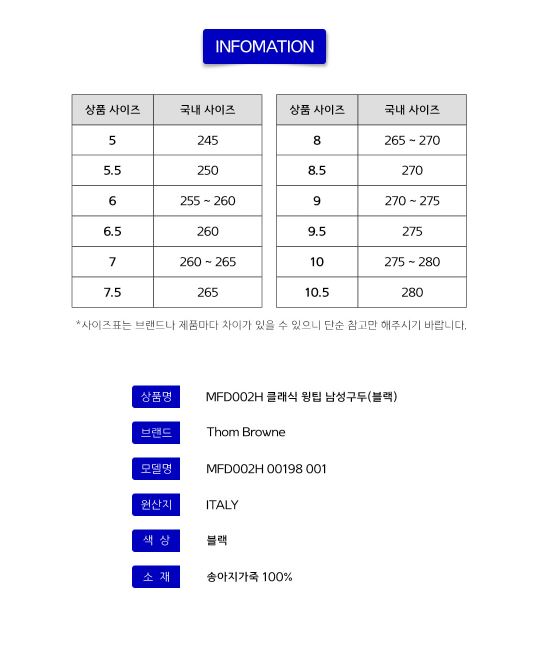 INFOMATION
상품 사이즈 국내 사이즈 상품 사이즈 국내 사이즈
5 245 8 265 ~ 270
5.5 250 8.5 270
6 255 ~ 260 9 270 ~ 275
6.5 260 9.5 275
7 260 ~ 265 10 275 ~ 280
7.5 265 10.5 280
*사이즈표는 브랜드나 제품마다 차이가 있을 수 있으니 단순 참고만 해주시기 바랍니다.
상품명 MFD002H 클래식 윙팁 남성구두(블랙)
브랜드 Thom Browne
모델명 MFD002H 00198 001
원산지 ITALY
색 상 블랙
소 재 송아지가죽 100%